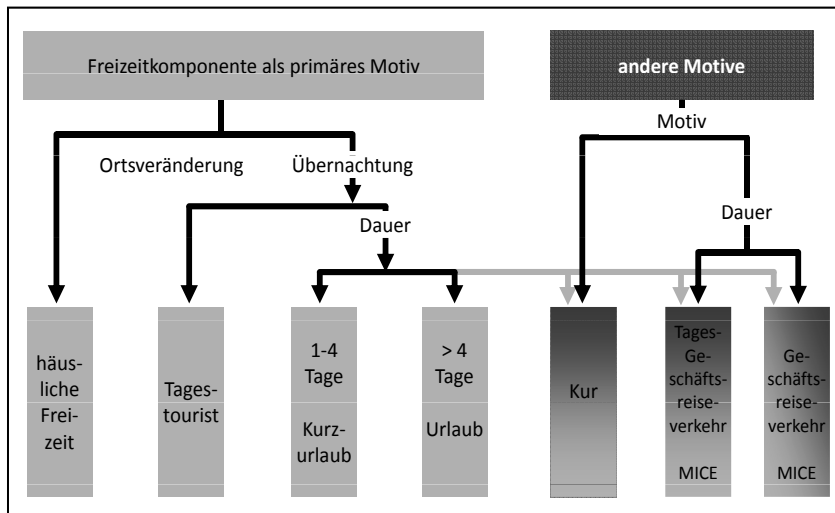 Freizeitkomponente als primäres Motiv
andere Motive
Motiv
Ortsveränderung
Übernachtung
Dauer
Dauer
häus-
liche
Frei-
zeit
Tages-
tourist
1-4
Tage
Kurz-
urlaub
> 4
Tage
Urlaub
Kur
Tages-
Ge-
schäfts-
reise-
verkehr
MICE
Ge-
schäfts-
reise-
verkehr
MICE